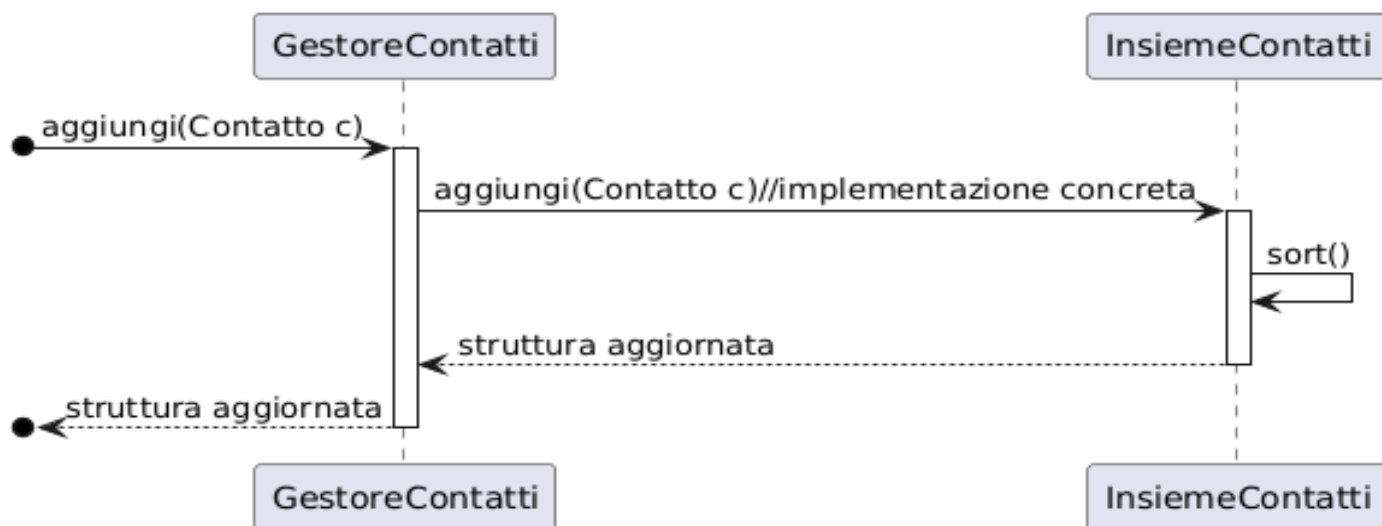 GestoreContatti
InsiemeContatti
aggiungi(Contatto c)
aggiungi(Contatto c)//implementazione concreta
sort()
struttura aggiornata
struttura aggiornata
GestoreContatti
InsiemeContatti